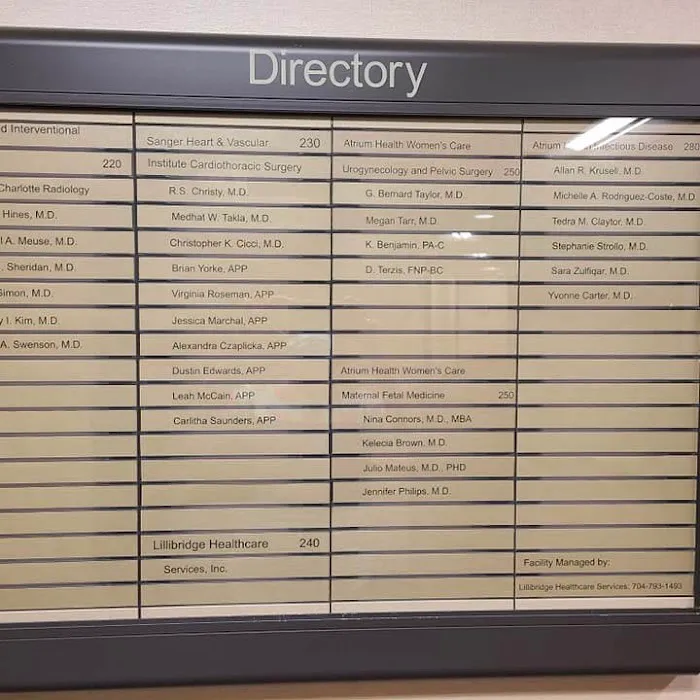 Directory
d Interventional
220
Charlotte Radiology
Hines, M.D.
l A. Meuse, M.D.
. Sheridan, M.D.
Simon, M.D.
y I. Kim, M.D.
A. Swenson, M.D.
Sanger Heart & Vascular 230
Institute Cardiothoracic Surgery
R.S. Christy, M.D.
Medhat W. Takla, M.D.
Christopher K. Cicci, M.D.
Brian Yorke, APP
Virginia Roseman, APP
Jessica Marchal, APP
Alexandra Czaplicka, APP
Dustin Edwards, APP
Leah McCain, APP
Carlitha Saunders, APP
Lillibridge Healthcare 240
Services, Inc.
Atrium Health Women's Care
Urogynecology and Pelvic Surgery 250
G. Bernard Taylor, M.D.
Megan Tarr, M.D.
K. Benjamin, PA-C
D. Terzis, FNP-BC
Atrium Health Women's Care
Maternal Fetal Medicine 250
Nina Connors, M.D., MBA
Kelecia Brown, M.D.
Julio Mateus, M.D., PHD
Jennifer Philips, M.D.
Atrium Infectious Disease 280
Allan R. Krusell, M.D.
Michelle A. Rodriguez-Coste, M.D
Tedra M. Claytor, M.D.
Stephanie Strollo, M.D.
Sara Zulfiqar, M.D.
Yvonne Carter, M.D.
Facility Managed by:
Lillibridge Healthcare Services: 704-793-1493